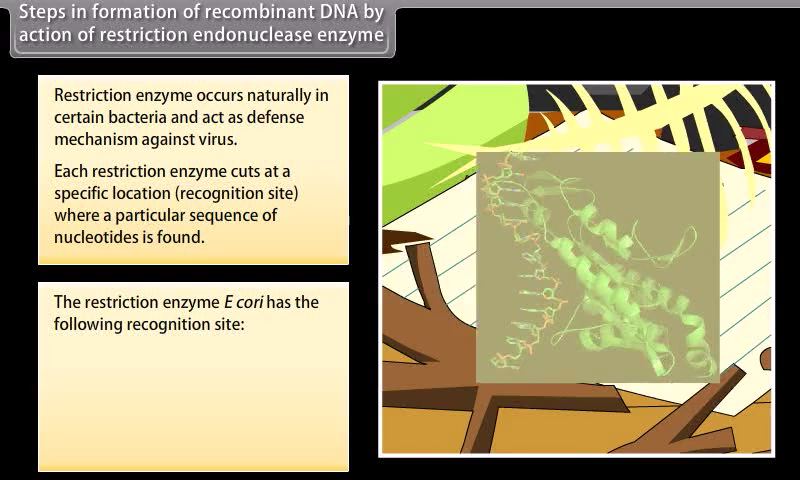 Steps in formation of recombinant DNA by
action of restriction endonuclease enzyme
Restriction enzyme occurs naturally in
certain bacteria and act as defense
mechanism against virus.
Each restriction enzyme cuts at a
specific location (recognition site)
where a particular sequence of
nucleotides is found.
The restriction enzyme E cori has the
following recognition site: